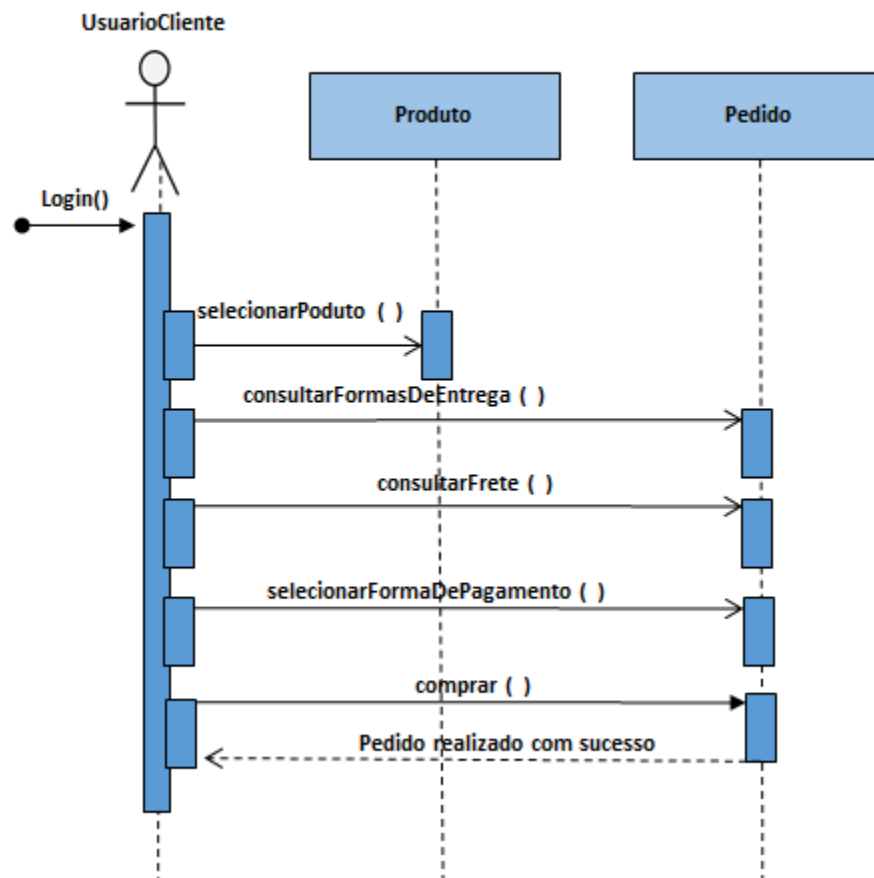 UsuarioCliente
Produto
Pedido
Login()
selecionarPoduto ( )
consultarFormasDeEntrega ( )
consultarFrete ( )
selecionarFormaDePagamento ( )
comprar ( )
Pedido realizado com sucesso